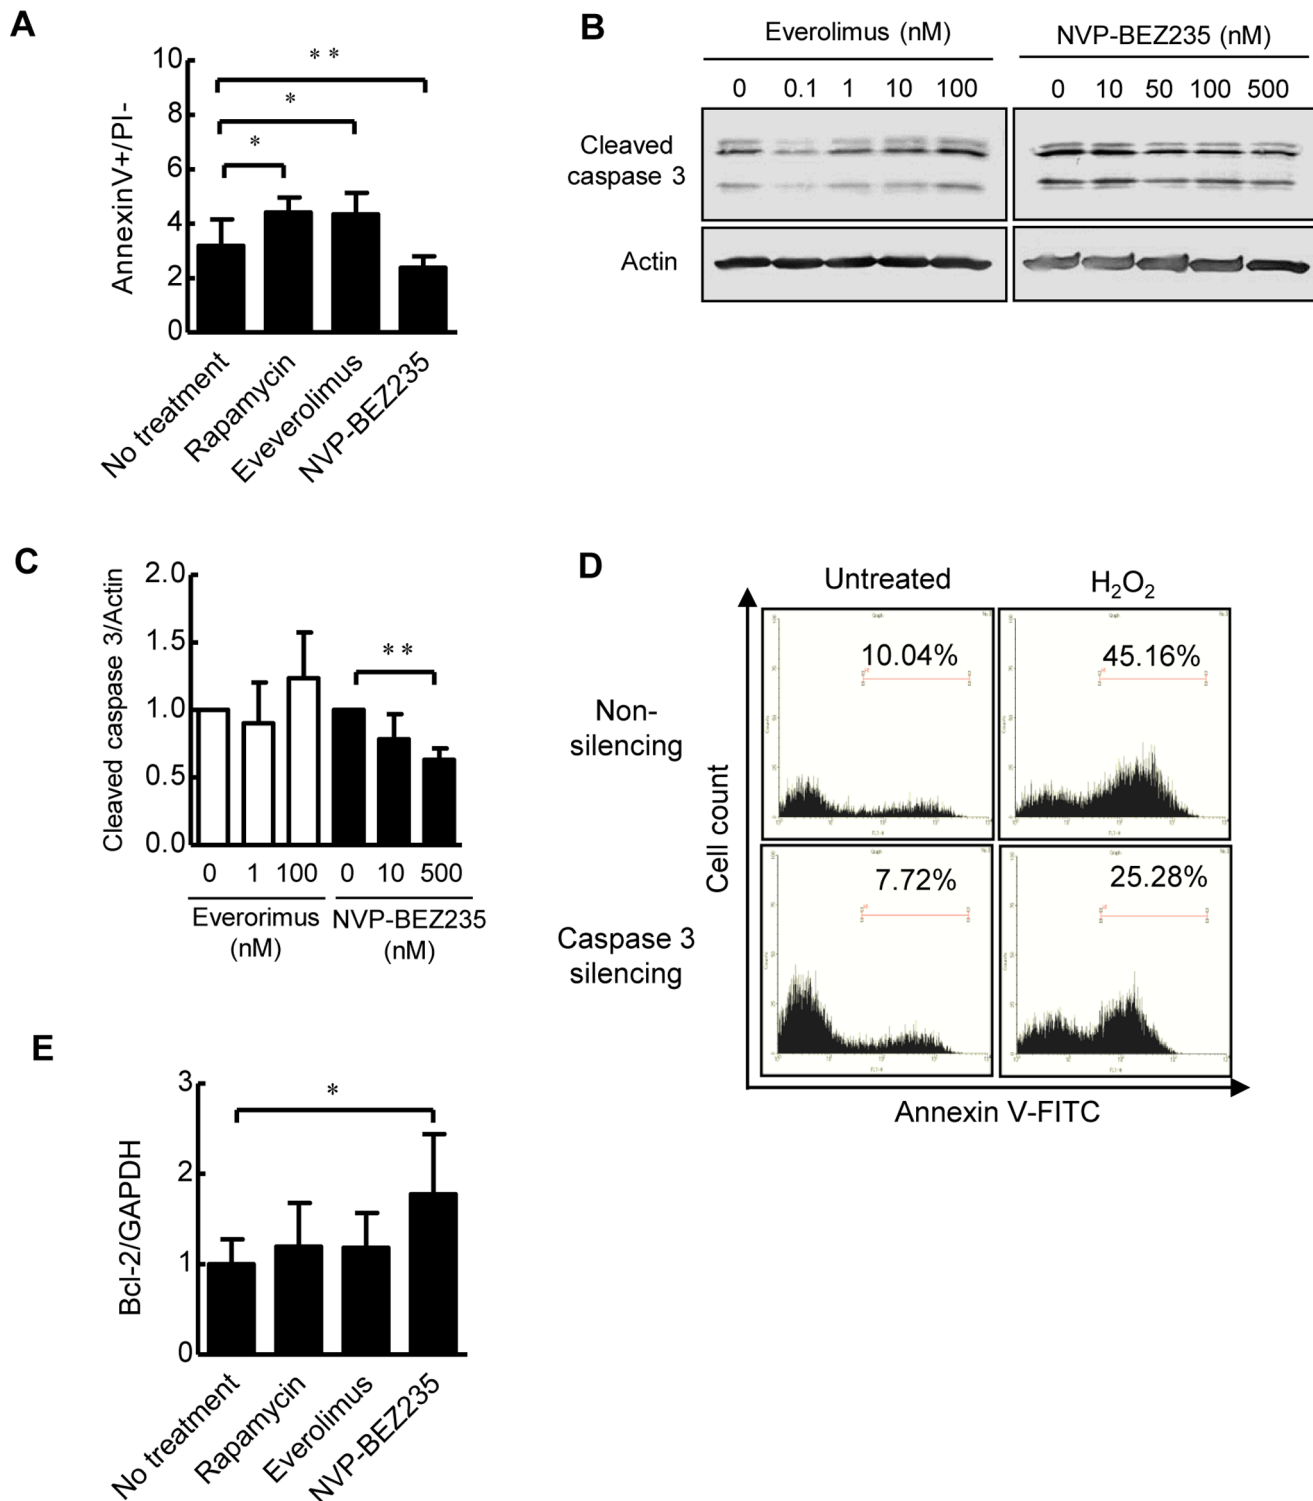 A
10
8
6
4
2
0
AnnexinV+/PI-
* *
*
*
No treatment
Rapamycin
Eveverolimus
NVP-BEZ235
B
Everolimus (nM)
NVP-BEZ235 (nM)
0 0.1 1 10 100
0 10 50 100 500
Cleaved
caspase 3
Actin
C
2.0
1.5
1.0
0.5
0.0
Cleaved caspase 3/Actin
* *
0 1 100 0 10 500
Everorimus
(nM)
NVP-BEZ235
(nM)
D
Untreated
H₂O₂
Non-
silencing
10.04%
45.16%
Caspase 3
silencing
7.72%
25.28%
Cell count
Annexin V-FITC
E
3
2
1
0
Bcl-2/GAPDH
*
No treatment
Rapamycin
Everolimus
NVP-BEZ235